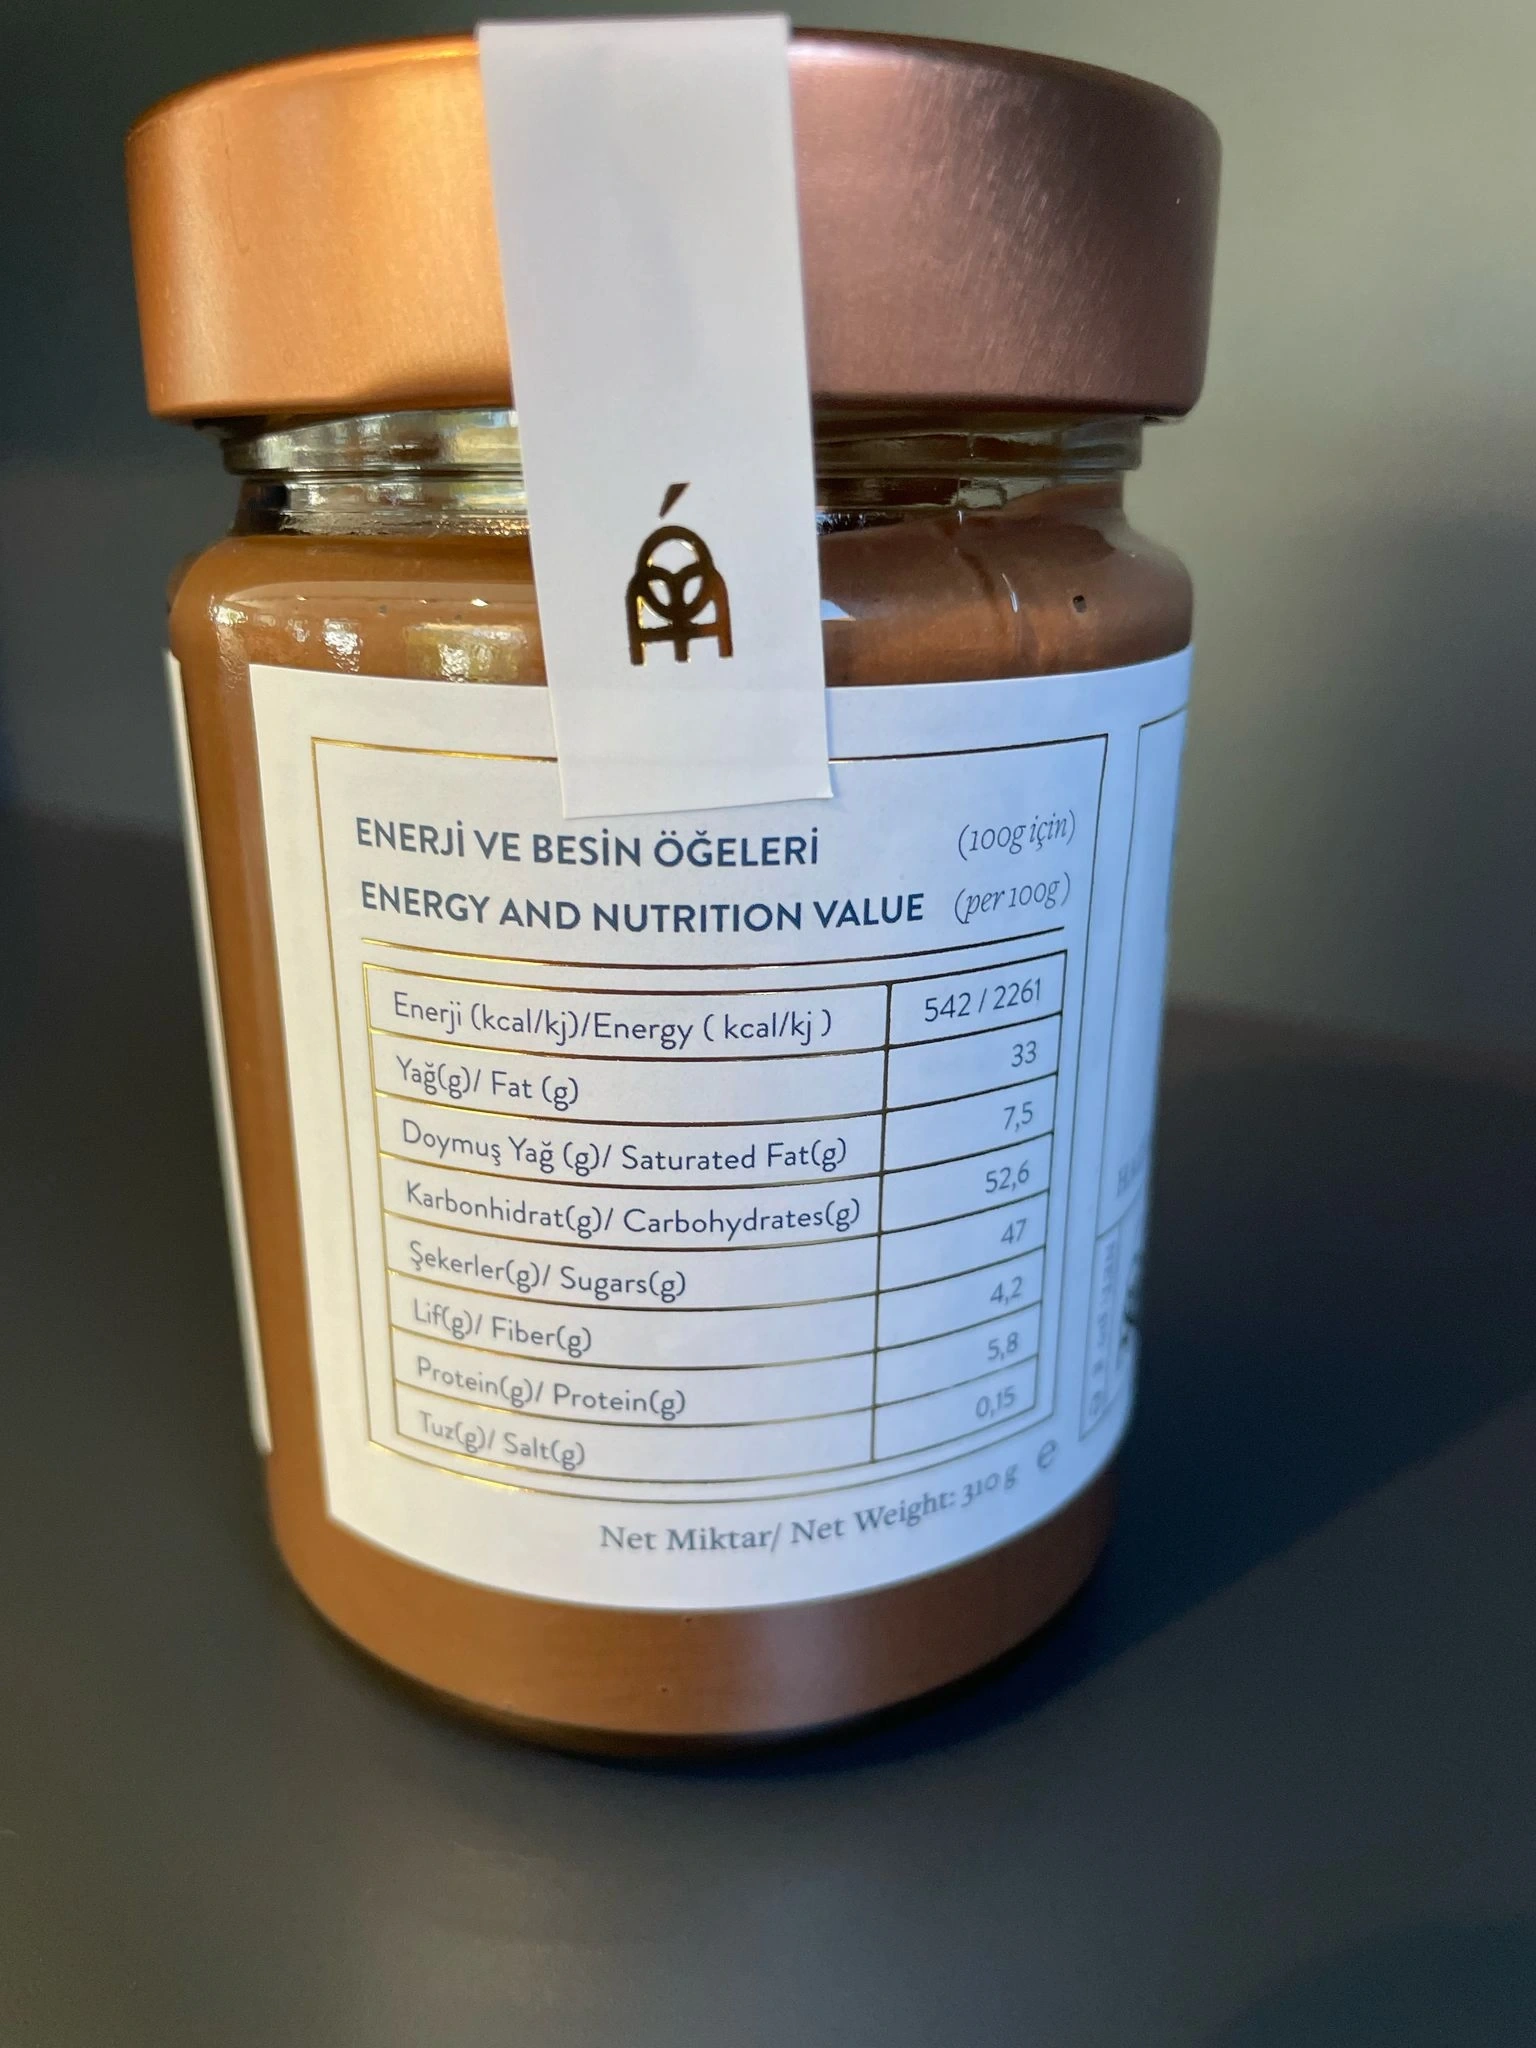 ENERJİ VE BESİN ÖĞELERİ (100g için)
ENERGY AND NUTRITION VALUE (per 100g)
Enerji (kcal/kj)/Energy ( kcal/kj ) 542 / 2261
Yağ(g)/ Fat (g) 33
Doymuş Yağ (g)/ Saturated Fat(g) 7,5
Karbonhidrat(g)/ Carbohydrates(g) 52,6
Şekerler(g)/ Sugars(g) 47
Lif(g)/ Fiber(g) 4,2
Protein(g)/ Protein(g) 5,8
Tuz(g)/ Salt(g) 0,15
Net Miktar/ Net Weight: 310 g e